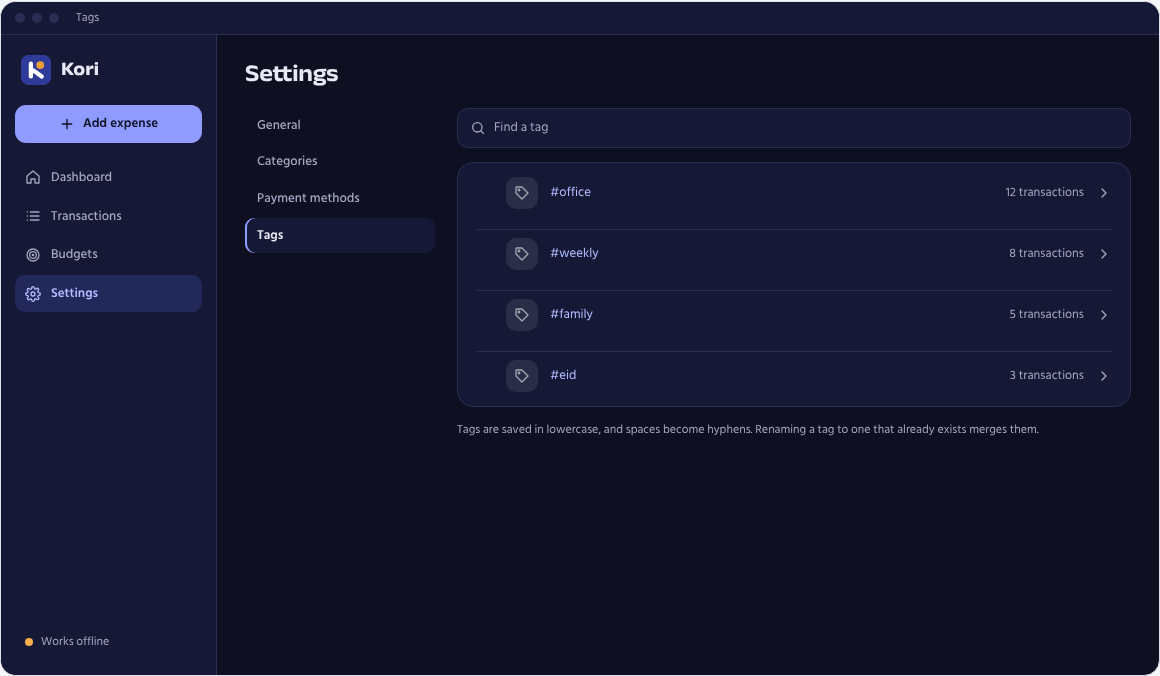 Tags
Kori
Add expense
Dashboard
Transactions
Budgets
Settings
Works offline
Settings
General
Categories
Payment methods
Tags
Find a tag
#office 12 transactions
#weekly 8 transactions
#family 5 transactions
#eid 3 transactions
Tags are saved in lowercase, and spaces become hyphens. Renaming a tag to one that already exists merges them.